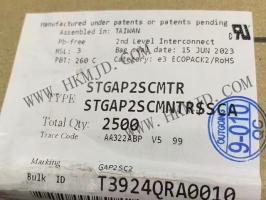 Manufactured under patents or patents pending
Assembled in: TAIWAN
Pb-free 2nd Level Interconnect
MSL: 3 Bag seal date: 15 JUN 2023
PBT: 260 C Category: e3 ECOPACK2/RoHS
TYPE STGAP2SCMTR
STGAP2SCMNTR$SCA
Total Qty: 2500
Trace Code AA322ABP V5 99
Marking GAP2SC2
Bulk ID T3924QRA0010
OUTGOING
9-010
WWW.HKMJD.COM